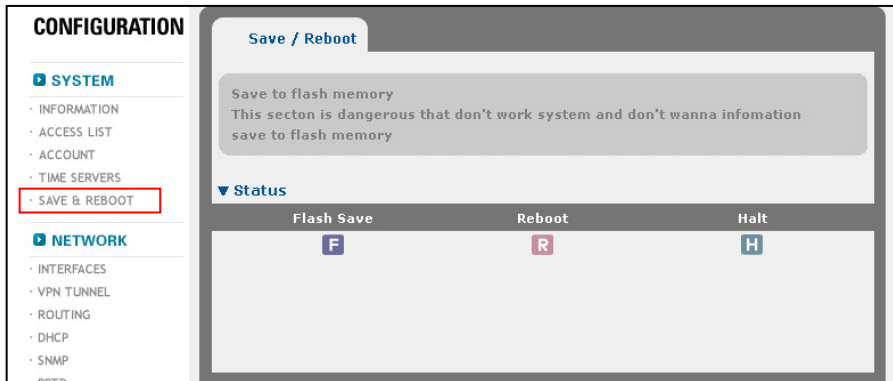 CONFIGURATION
SYSTEM
· INFORMATION
· ACCESS LIST
· ACCOUNT
· TIME SERVERS
· SAVE & REBOOT
NETWORK
· INTERFACES
· VPN TUNNEL
· ROUTING
· DHCP
· SNMP
Save / Reboot
Save to flash memory
This secton is dangerous that don't work system and don't wanna infomation
save to flash memory
▼ Status
Flash Save Reboot Halt
F R H